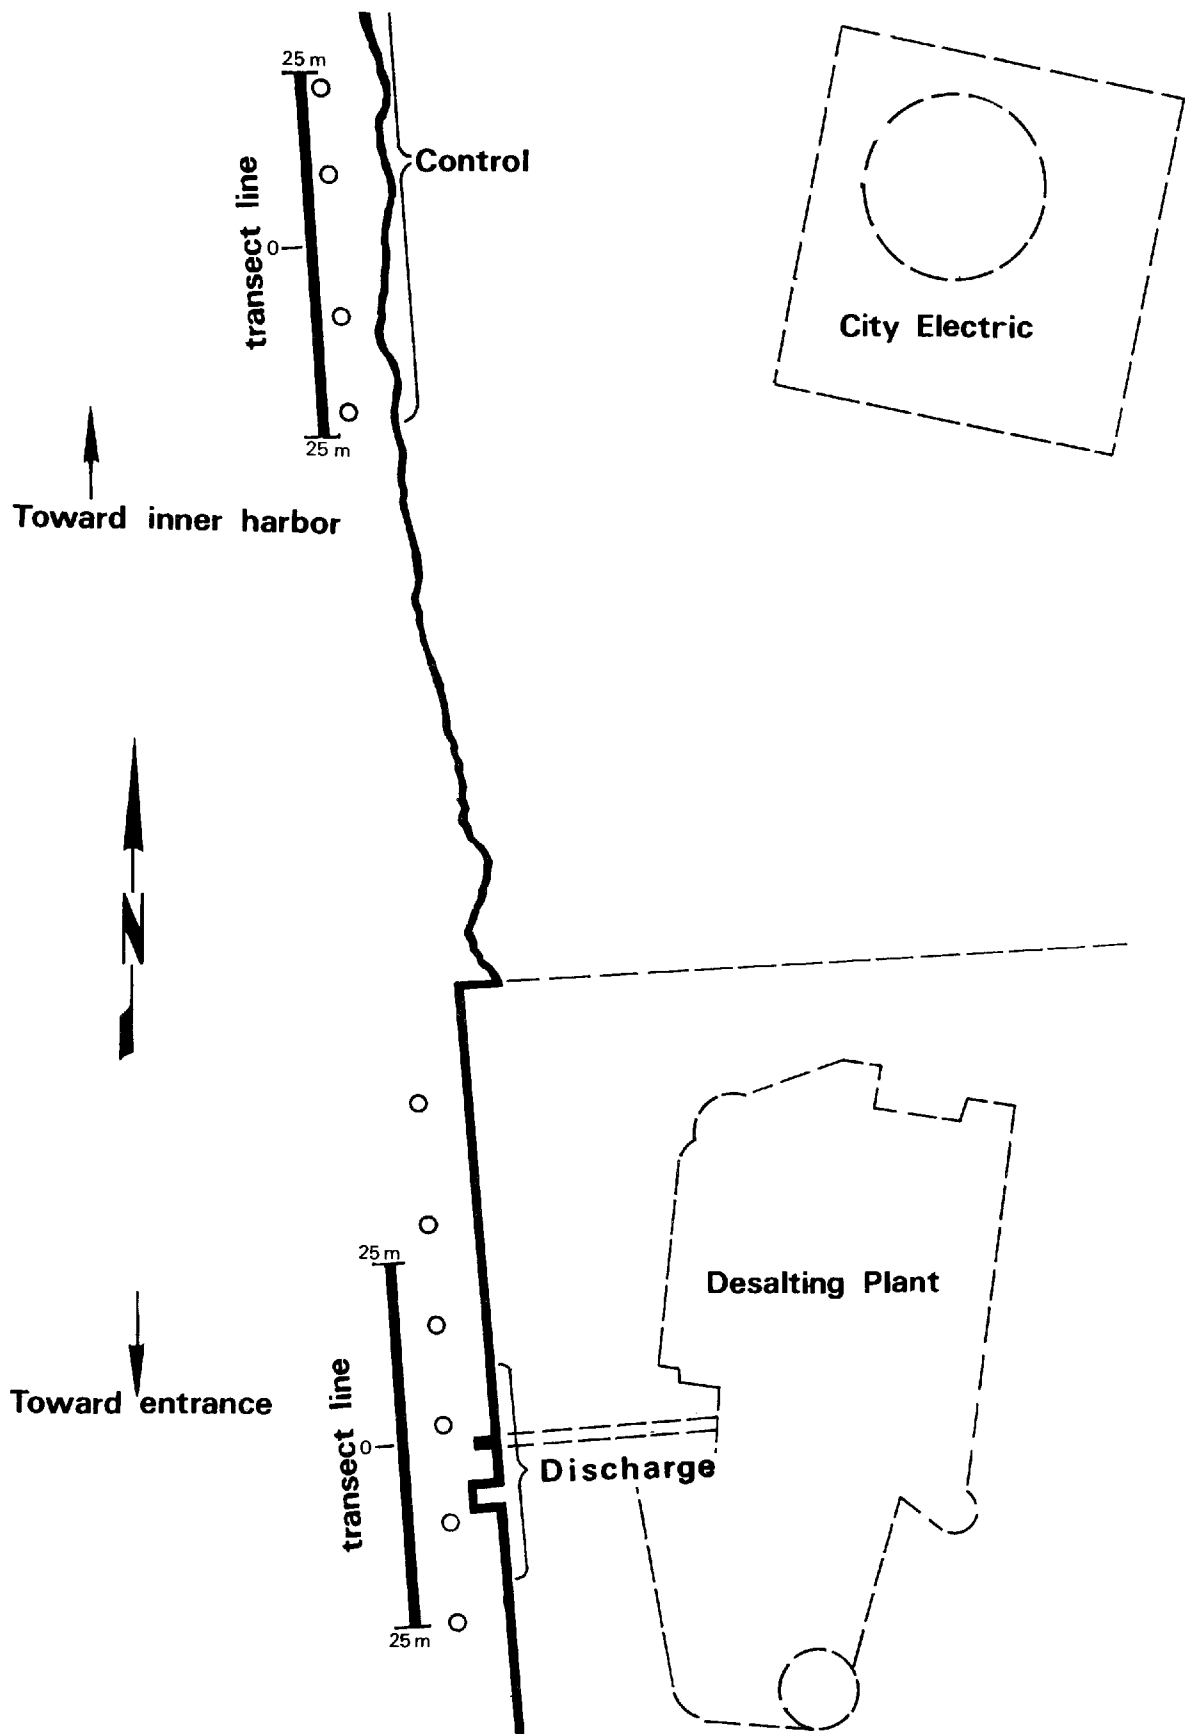 25 m
Control
transect line
0
City Electric
25 m
Toward inner harbor
N
25 m
Desalting Plant
transect line
Toward entrance
0
Discharge
25 m